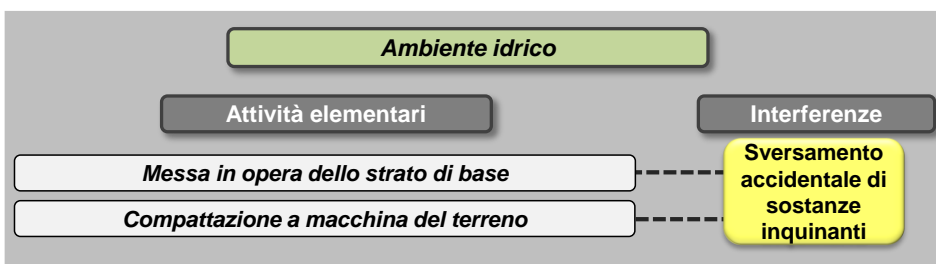 Ambiente idrico
Attività elementari
Interferenze
Messa in opera dello strato di base
Compattazione a macchina del terreno
Sversamento
accidentale di
sostanze
inquinanti